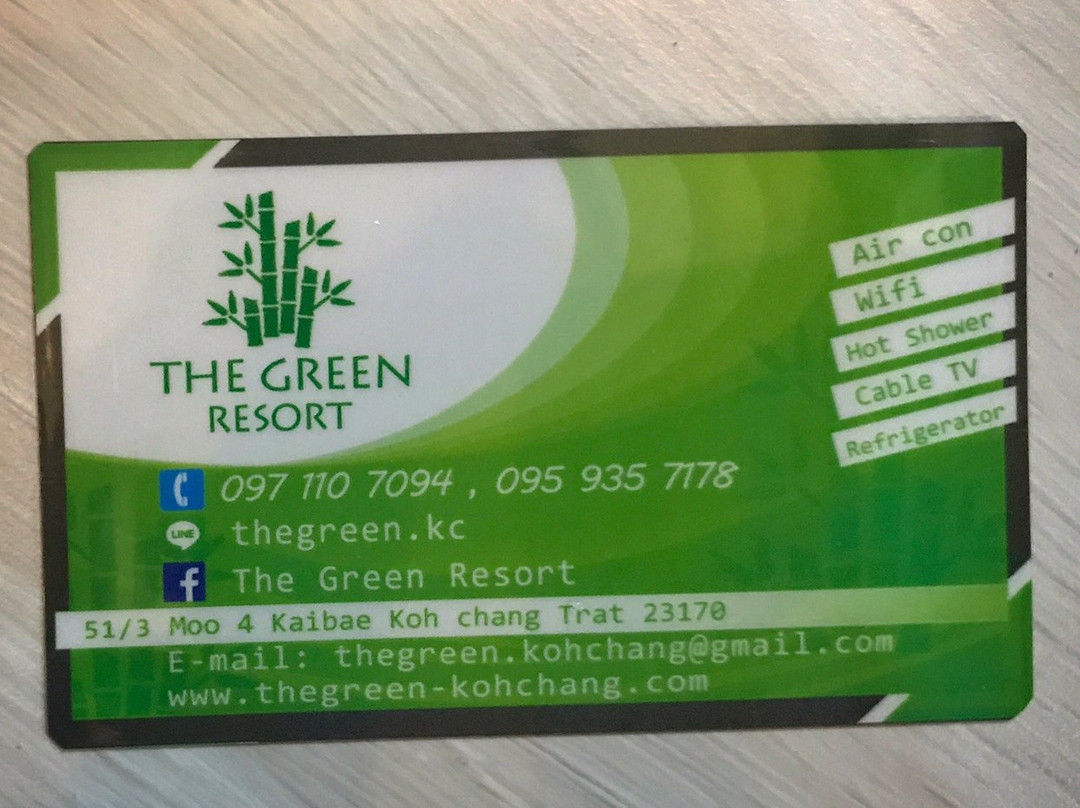 THE GREEN
RESORT
Air con
Wifi
Hot Shower
Cable TV
Refrigerator
097 110 7094 , 095 935 7178
LINE
thegreen.kc
f
The Green Resort
51/3 Moo 4 Kaibae Koh chang Trat 23170
E-mail: thegreen.kohchang@gmail.com
www.thegreen-kohchang.com